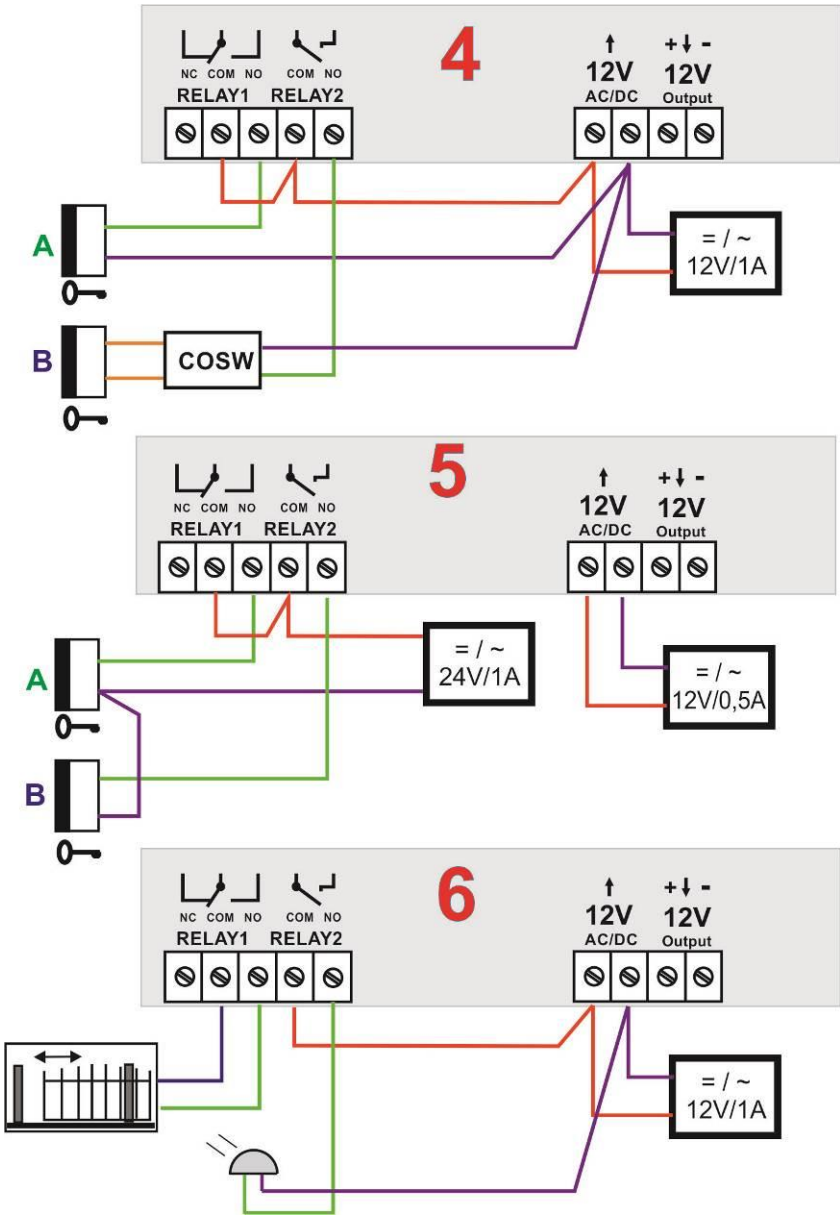 4
NC COM NO COM NO
RELAY1 RELAY2
12V
AC/DC
+ -
12V
Output
A
= / ~
12V/1A
B
COSW
5
NC COM NO COM NO
RELAY1 RELAY2
12V
AC/DC
+ -
12V
Output
A
= / ~
24V/1A
= / ~
12V/0,5A
B
6
NC COM NO COM NO
RELAY1 RELAY2
12V
AC/DC
+ -
12V
Output
= / ~
12V/1A